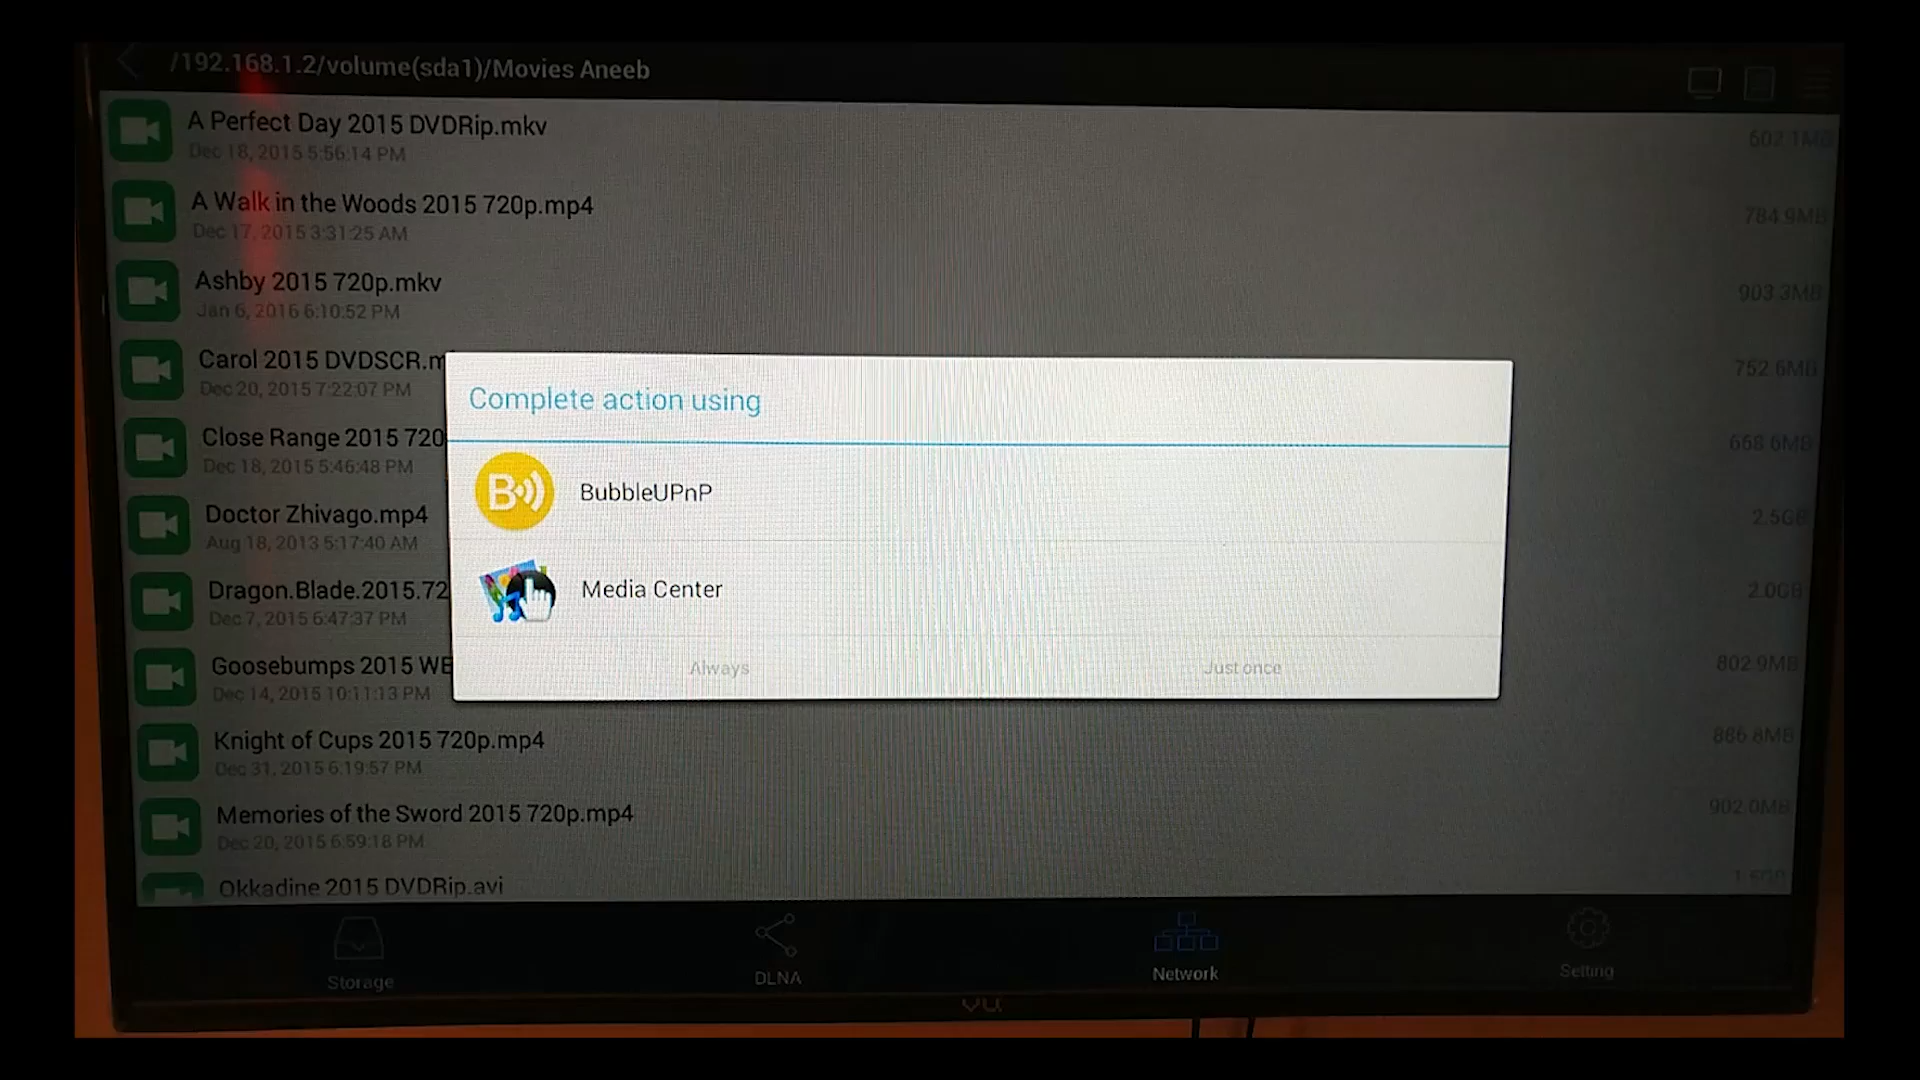 /192.168.1.2/volume(sda1)/Movies Aneeb
A Perfect Day 2015 DVDRip.mkv
Dec 18, 2015 5:56:14 PM
602.1MB
A Walk in the Woods 2015 720p.mp4
Dec 17, 2015 3:31:25 AM
784.9MB
Ashby 2015 720p.mkv
Jan 6, 2016 6:10:52 PM
903.3MB
Carol 2015 DVDSCR.m
Dec 20, 2015 7:22:07 PM
752.6MB
Complete action using
Close Range 2015 720
Dec 18, 2015 5:46:48 PM
668.6MB
BubbleUPnP
Doctor Zhivago.mp4
Aug 18, 2013 5:17:40 AM
2.5GB
Dragon.Blade.2015.72
Dec 7, 2015 6:47:37 PM
2.0GB
Media Center
Goosebumps 2015 WE
Dec 14, 2015 10:11:13 PM
802.9MB
Always
Just once
Knight of Cups 2015 720p.mp4
Dec 31, 2015 6:19:57 PM
886.8MB
Memories of the Sword 2015 720p.mp4
Dec 20, 2015 6:59:18 PM
902.0MB
Okkadine 2015 DVDRip.avi
Storage
DLNA
Network
Setting
vu